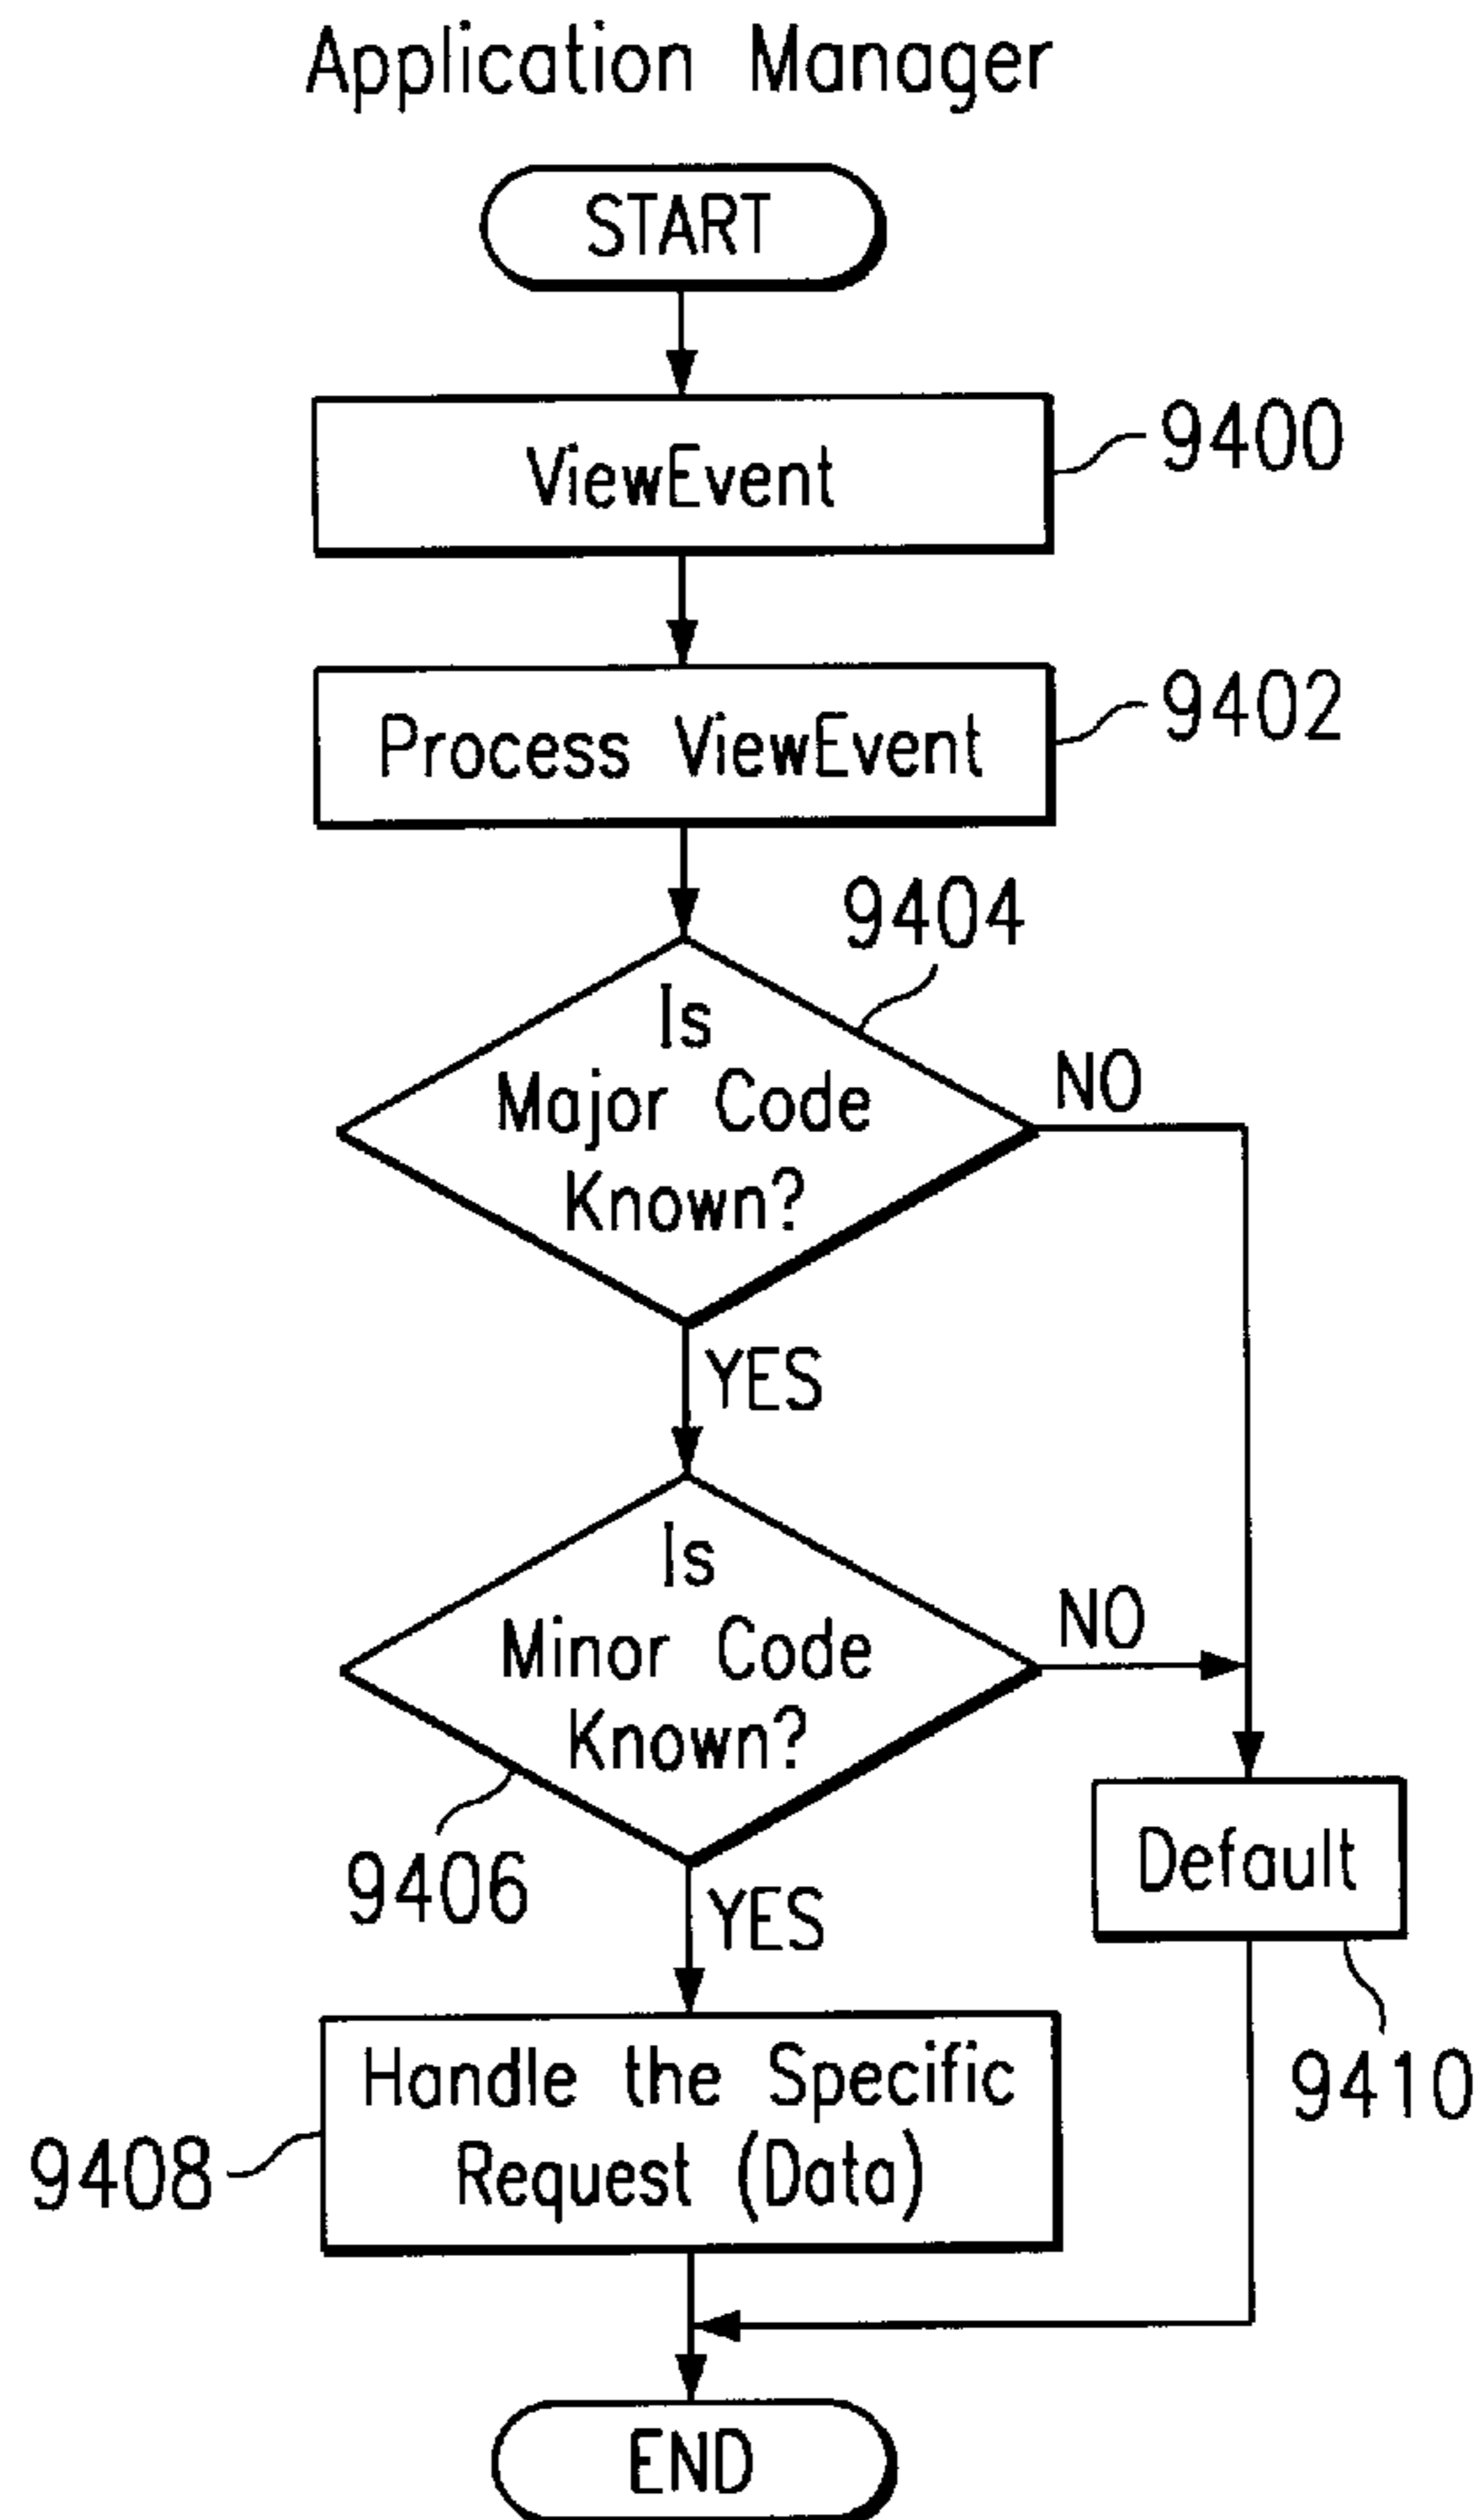 Application Manager
START
ViewEvent
9400
Process ViewEvent
9402
9404
Is
Major Code
Known?
NO
YES
Is
Minor Code
Known?
NO
9406
YES
Default
9410
Handle the Specific
Request (Data)
9408
END